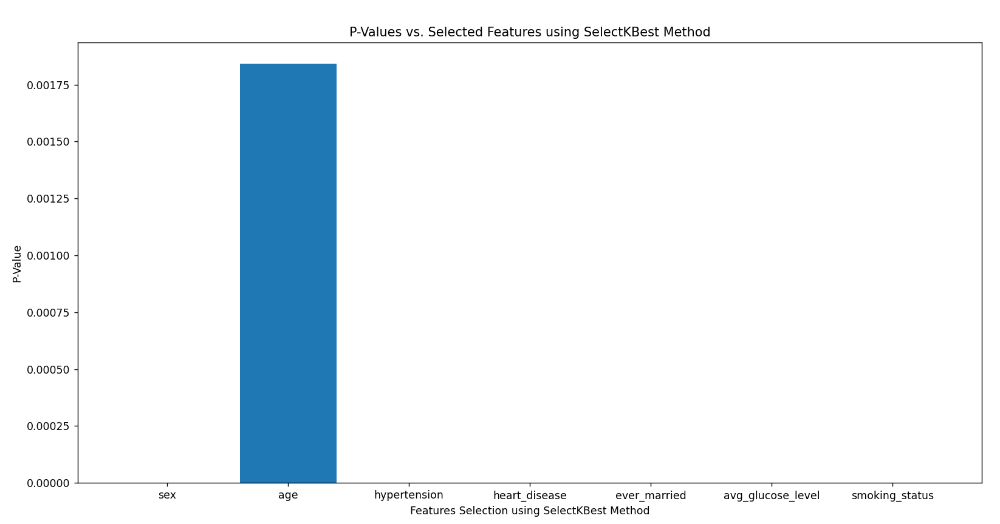 P-Values vs. Selected Features using SelectKBest Method
P-Value
0.00175
0.00150
0.00125
0.00100
0.00075
0.00050
0.00025
0.00000
sex age hypertension heart_disease ever_married avg_glucose_level smoking_status
Features Selection using SelectKBest Method